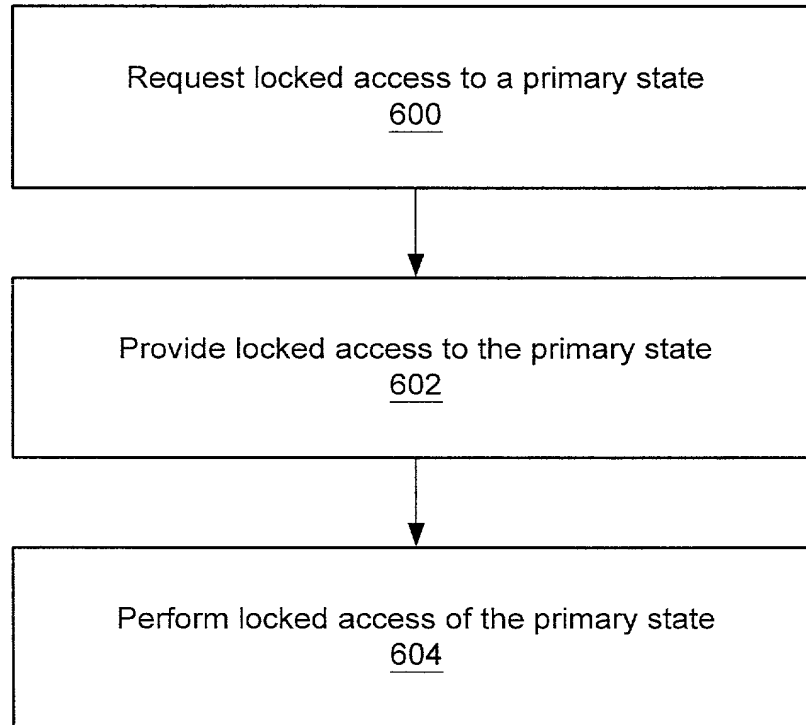 Request locked access to a primary state
600
Provide locked access to the primary state
602
Perform locked access of the primary state
604